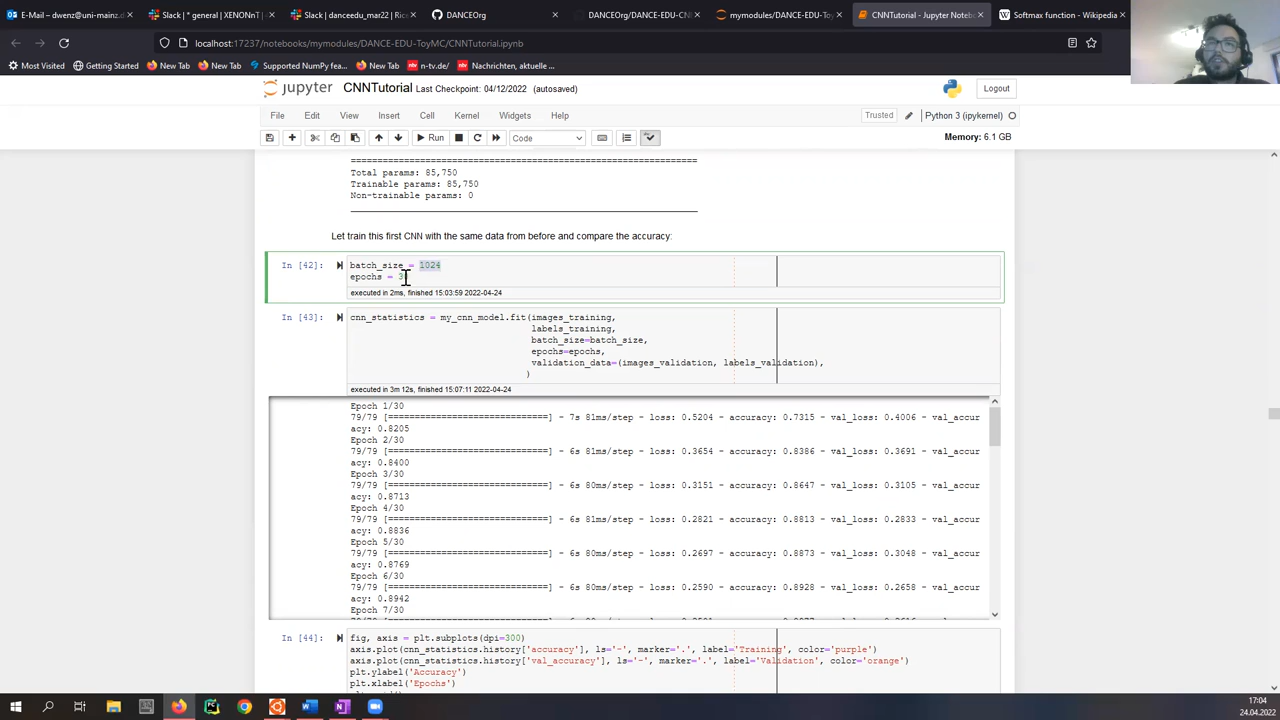 E-Mail – dwenz@uni-mainz.d
Slack | * general | XENONnT |
Slack | danceedu_mar22 | Ric
DANCEOrg
DANCEOrg/DANCE-EDU-CN
mymodules/DANCE-EDU-Toy
CNNTutorial - Jupyter Noteb
Softmax function - Wikipedia
localhost:17237/notebooks/mymodules/DANCE-EDU-ToyMC/CNNTutorial.ipynb
Most Visited
Getting Started
New Tab
New Tab
Supported NumPy feat
New Tab
n-tv.de/
Nachrichten, aktuelle ...
jupyter CNNTutorial Last Checkpoint: 04/12/2022 (autosaved)
Logout
File Edit View Insert Cell Kernel Widgets Help
Trusted
Python 3 (ipykernel)
Run
Code
Memory: 6.1 GB
Total params: 85,750
Trainable params: 85,750
Non-trainable params: 0
Let train this first CNN with the same data from before and compare the accuracy:
In [42]:
batch_size = 1024
epochs = 3
executed in 2ms, finished 15:03:59 2022-04-24
In [43]:
cnn_statistics = my_cnn_model.fit(images_training,
labels_training,
batch_size=batch_size,
epochs=epochs,
validation_data=(images_validation, labels_validation),
)
executed in 3m 12s, finished 15:07:11 2022-04-24
Epoch 1/30
79/79 [==============================] - 7s 81ms/step - loss: 0.5204 - accuracy: 0.7315 - val_loss: 0.4006 - val_accur
acy: 0.8205
Epoch 2/30
79/79 [==============================] - 6s 81ms/step - loss: 0.3654 - accuracy: 0.8386 - val_loss: 0.3691 - val_accur
acy: 0.8400
Epoch 3/30
79/79 [==============================] - 6s 80ms/step - loss: 0.3151 - accuracy: 0.8647 - val_loss: 0.3105 - val_accur
acy: 0.8713
Epoch 4/30
79/79 [==============================] - 6s 81ms/step - loss: 0.2821 - accuracy: 0.8813 - val_loss: 0.2833 - val_accur
acy: 0.8836
Epoch 5/30
79/79 [==============================] - 6s 80ms/step - loss: 0.2697 - accuracy: 0.8873 - val_loss: 0.3048 - val_accur
acy: 0.8769
Epoch 6/30
79/79 [==============================] - 6s 80ms/step - loss: 0.2590 - accuracy: 0.8928 - val_loss: 0.2658 - val_accur
acy: 0.8942
Epoch 7/30
In [44]:
fig, axis = plt.subplots(dpi=300)
axis.plot(cnn_statistics.history['accuracy'], ls='-', marker='.', label='Training', color='purple')
axis.plot(cnn_statistics.history['val_accuracy'], ls='-', marker='.', label='Validation', color='orange')
plt.ylabel('Accuracy')
plt.xlabel('Epochs')
17:04
24.04.2022